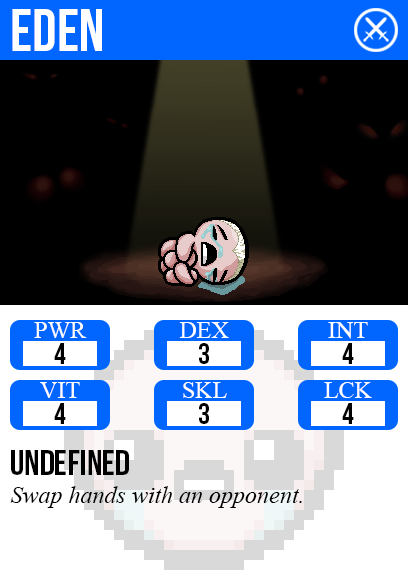 EDEN
PWR DEX INT
4 3 4
VIT SKL LCK
4 3 4
UNDEFINED
Swap hands with an opponent.